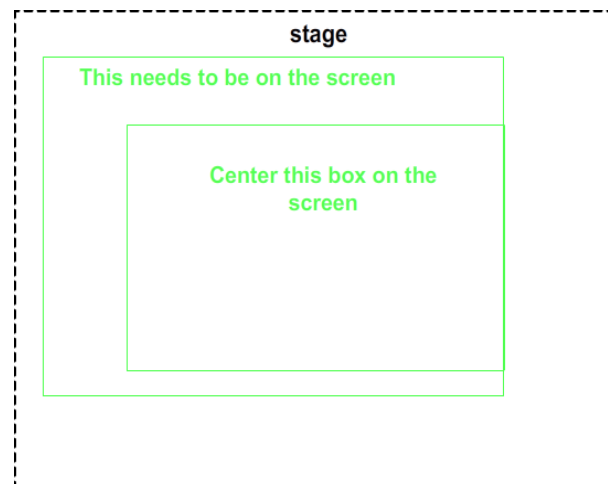 stage
This needs to be on the screen
Center this box on the
screen